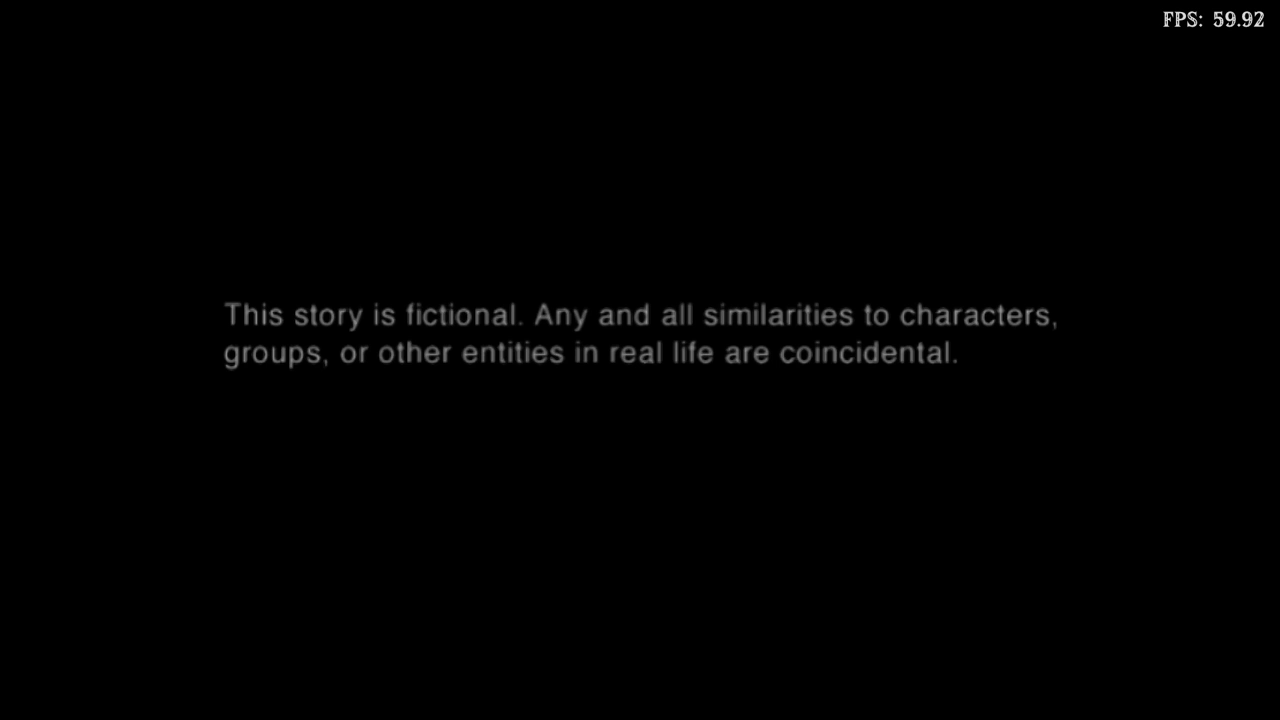 FPS: 59.92
This story is fictional. Any and all similarities to characters,
groups, or other entities in real life are coincidental.